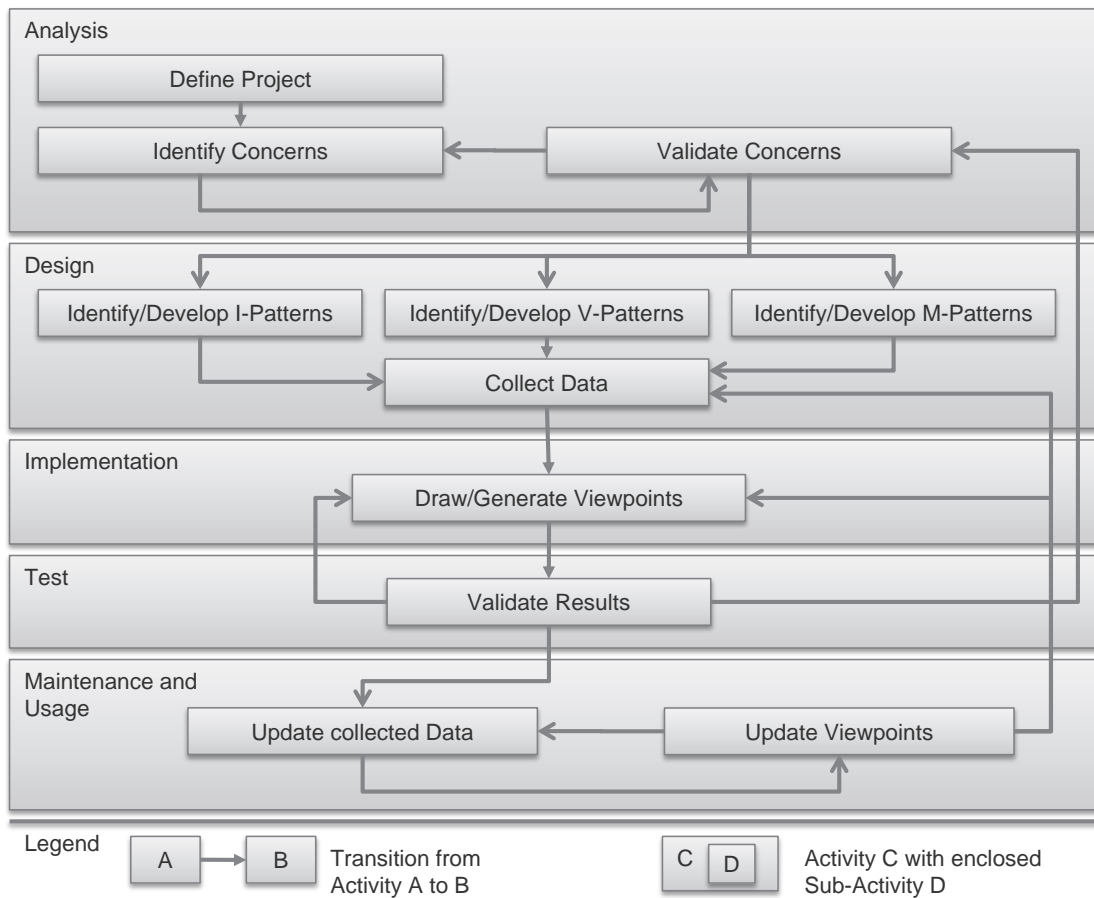 Analysis
Define Project
Identify Concerns
Validate Concerns
Design
Identify/Develop I-Patterns
Identify/Develop V-Patterns
Identify/Develop M-Patterns
Collect Data
Implementation
Draw/Generate Viewpoints
Test
Validate Results
Maintenance and
Usage
Update collected Data
Update Viewpoints
Legend
A
B
Transition from
Activity A to B
C
D
Activity C with enclosed
Sub-Activity D